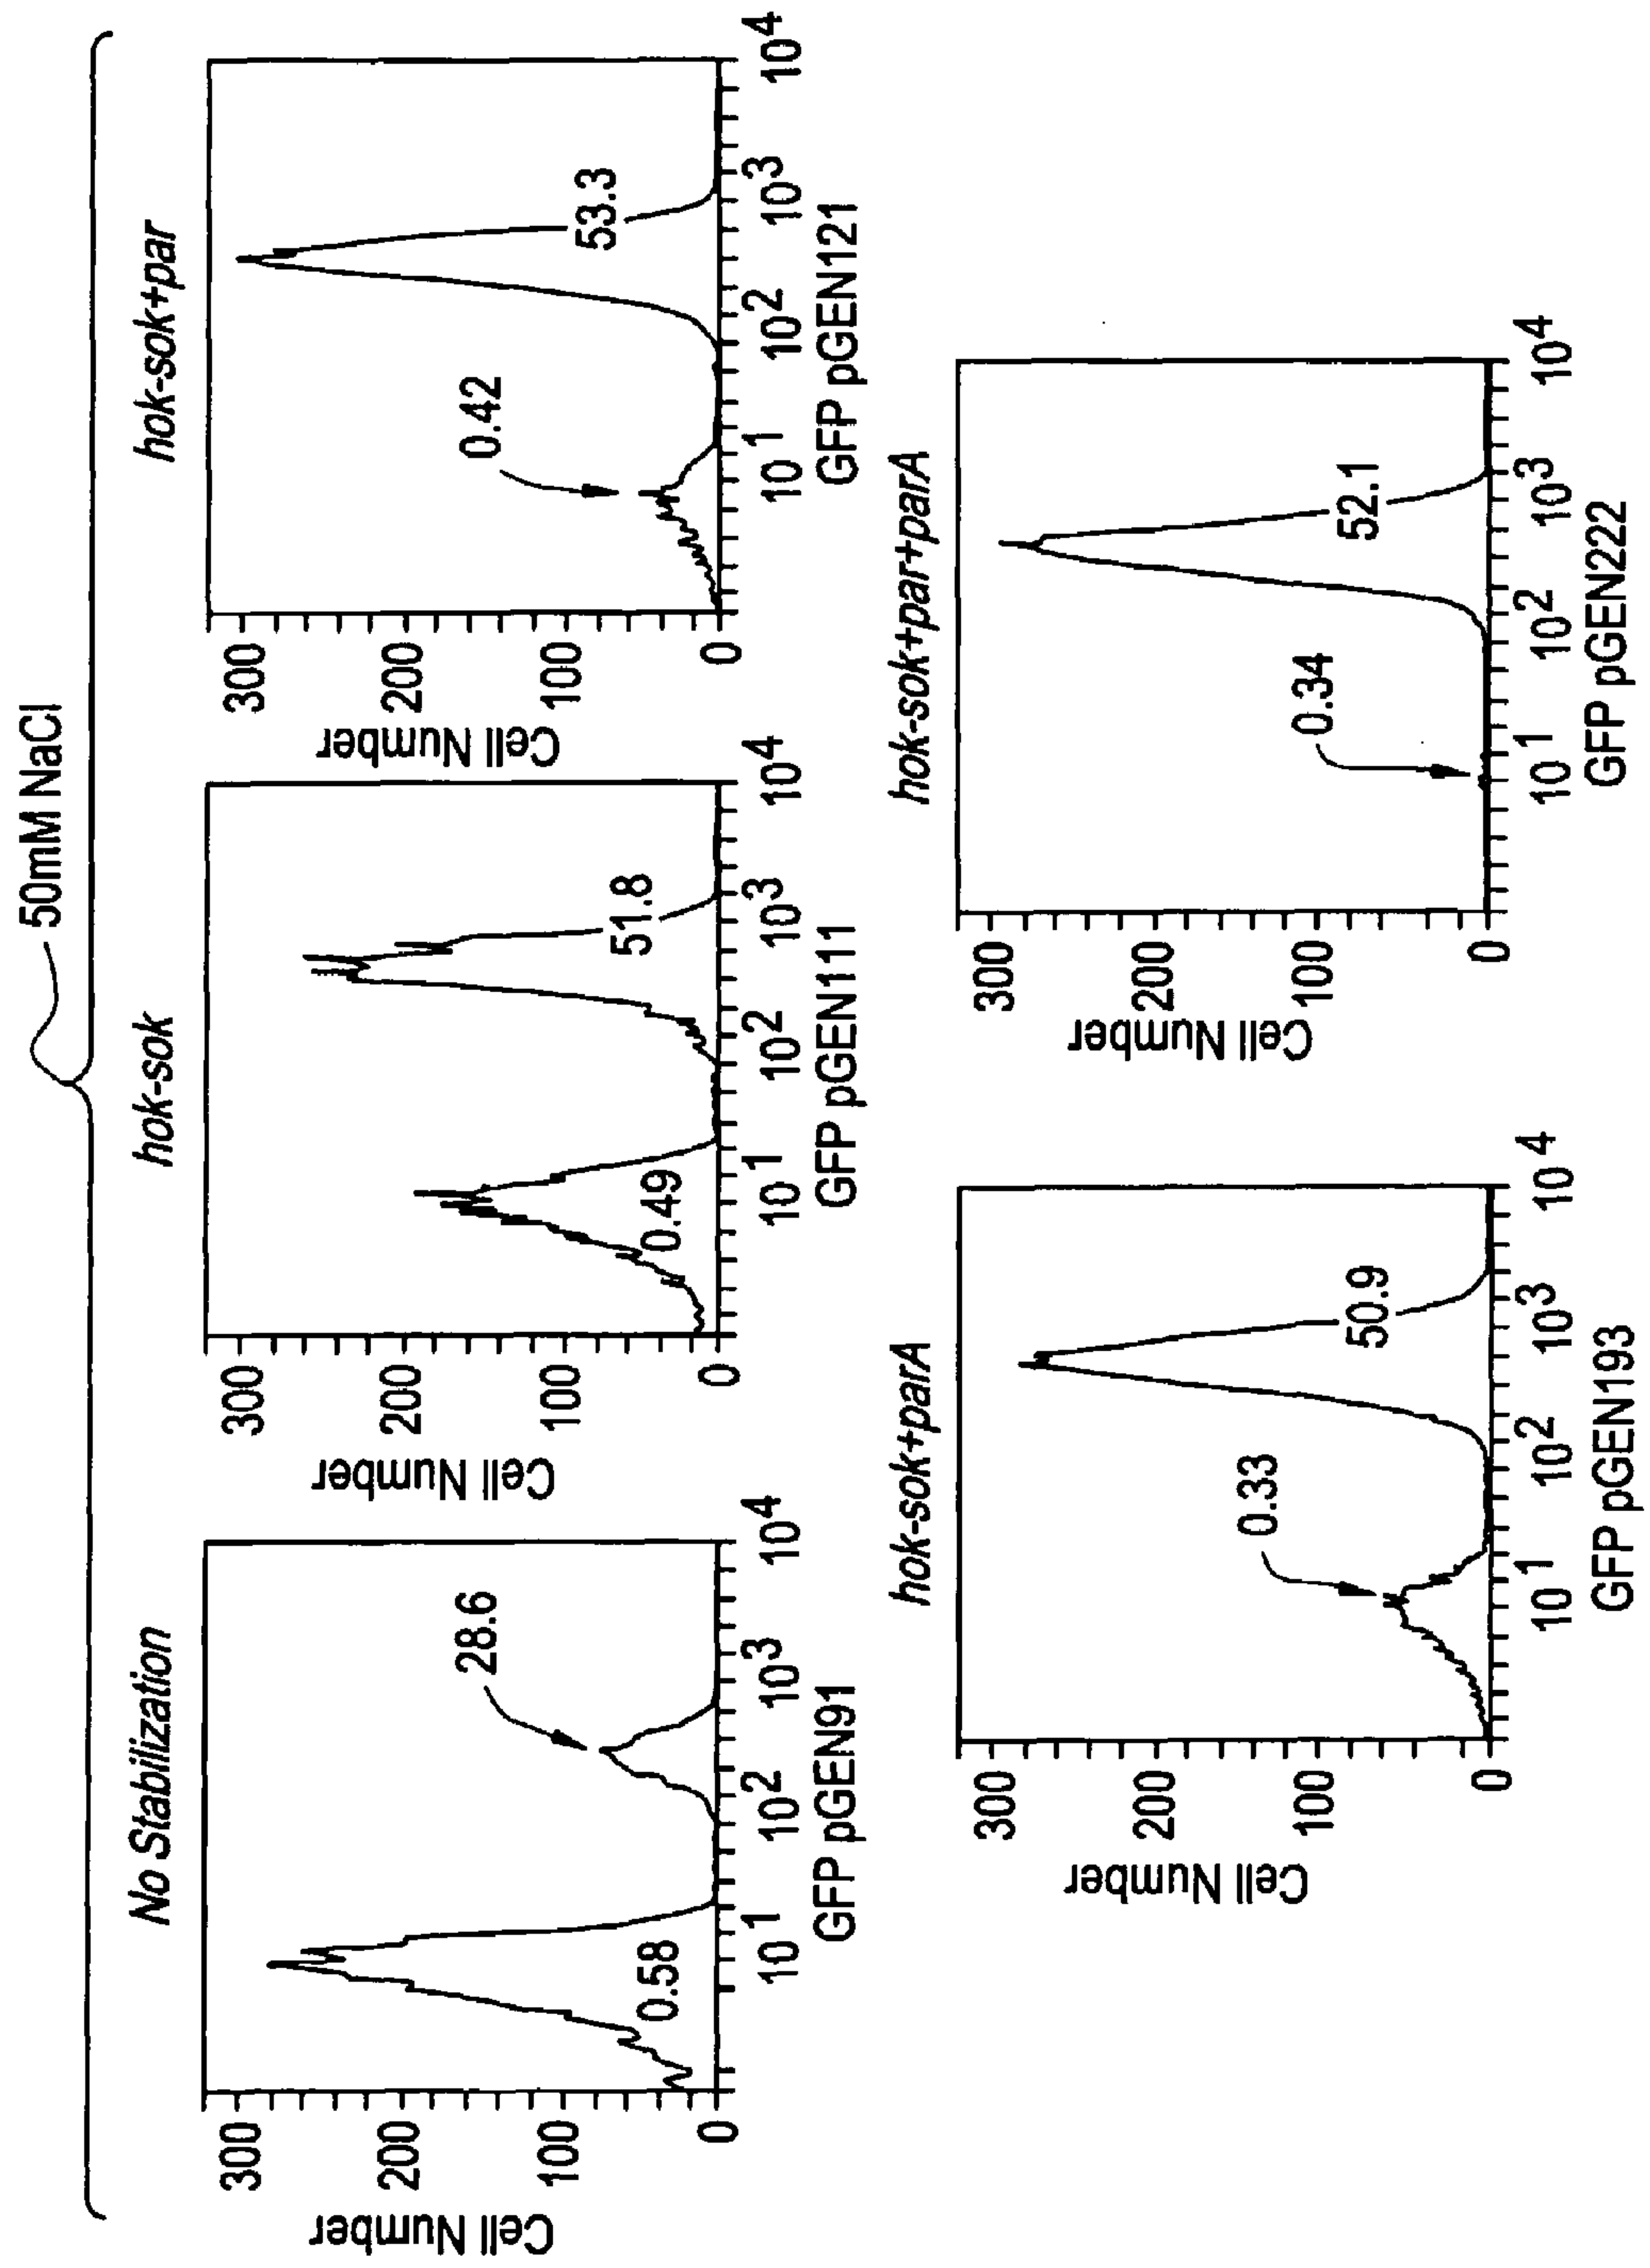 50mM NaCl
No Stabilization
Cell Number
300
200
100
0
0.58
28.6
10¹ 10² 10³ 10⁴
GFP pGEN91
hok-sok
Cell Number
300
200
100
0
0.49
51.8
10¹ 10² 10³ 10⁴
GFP pGEN111
hok-sok+par
Cell Number
300
200
100
0
0.42
53.3
10¹ 10² 10³ 10⁴
GFP pGEN121
hok-sok+parA
Cell Number
300
200
100
0
0.33
50.9
10¹ 10² 10³ 10⁴
GFP pGEN193
hok-sok+par+parA
Cell Number
300
200
100
0
0.34
52.1
10¹ 10² 10³ 10⁴
GFP pGEN222